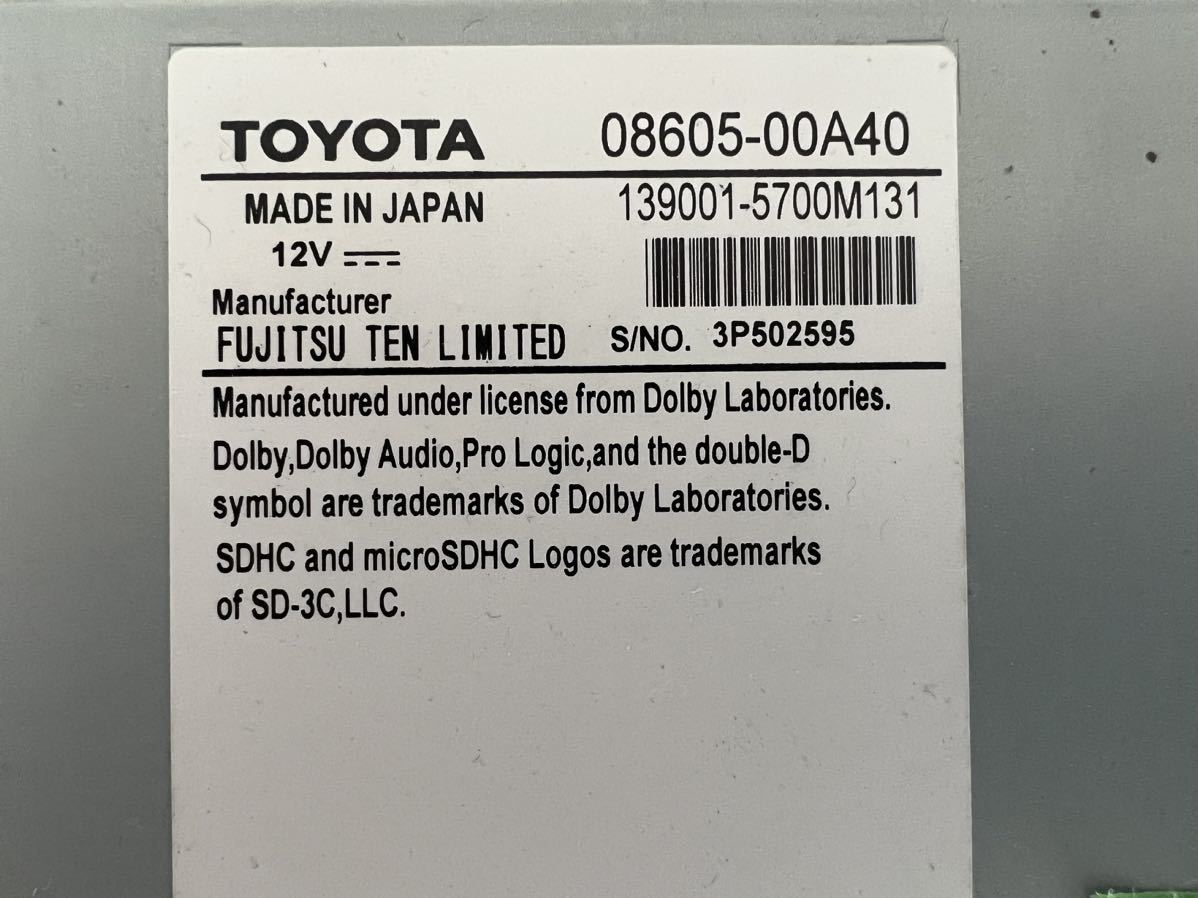 TOYOTA 08605-00A40
MADE IN JAPAN 139001-5700M131
12V
Manufacturer
FUJITSU TEN LIMITED S/NO. 3P502595
Manufactured under license from Dolby Laboratories.
Dolby,Dolby Audio,Pro Logic,and the double-D
symbol are trademarks of Dolby Laboratories.
SDHC and microSDHC Logos are trademarks
of SD-3C,LLC.